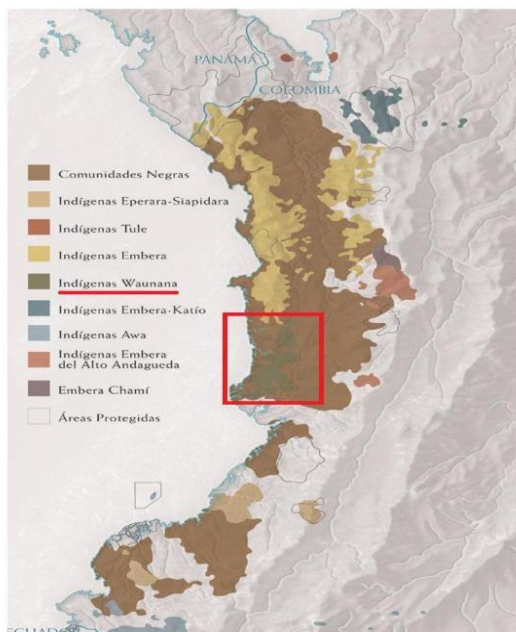 PANAMÁ
COLOMBIA
Comunidades Negras
Indígenas Eperara-Siapidara
Indígenas Tule
Indígenas Embera
Indígenas Waunana
Indígenas Embera-Katío
Indígenas Awa
Indígenas Embera
del Alto Andagueda
Embera Chamí
Áreas Protegidas
ECUADOR